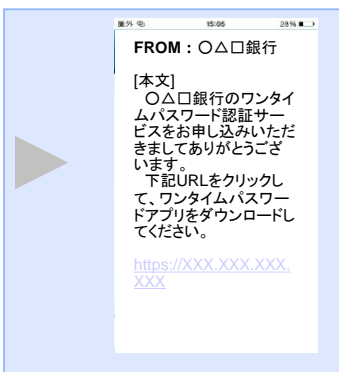 圏外 15:05 28%
FROM：○△□銀行
[本文]
　○△□銀行のワンタイ
ムパスワード認証サー
ビスをお申し込みいただ
きましてありがとうござ
います。
　下記URLをクリックし
て、ワンタイムパスワー
ドアプリをダウンロードし
てください。
https://XXX.XXX.XXX.
XXX